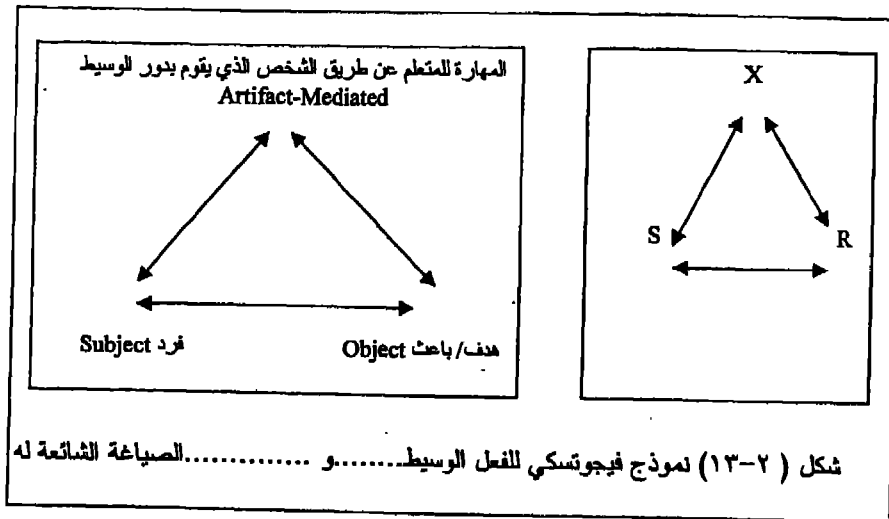 المهارة للمتعلم عن طريق الشخص الذي يقوم بدور الوسيط
Artifact-Mediated
فرد Subject
هدف/ باعث Object
X
S
R
شكل ( ٢-١٣) نموذج فيجوتسكي للفعل الوسيط........و ..............الصياغة الشائعة له